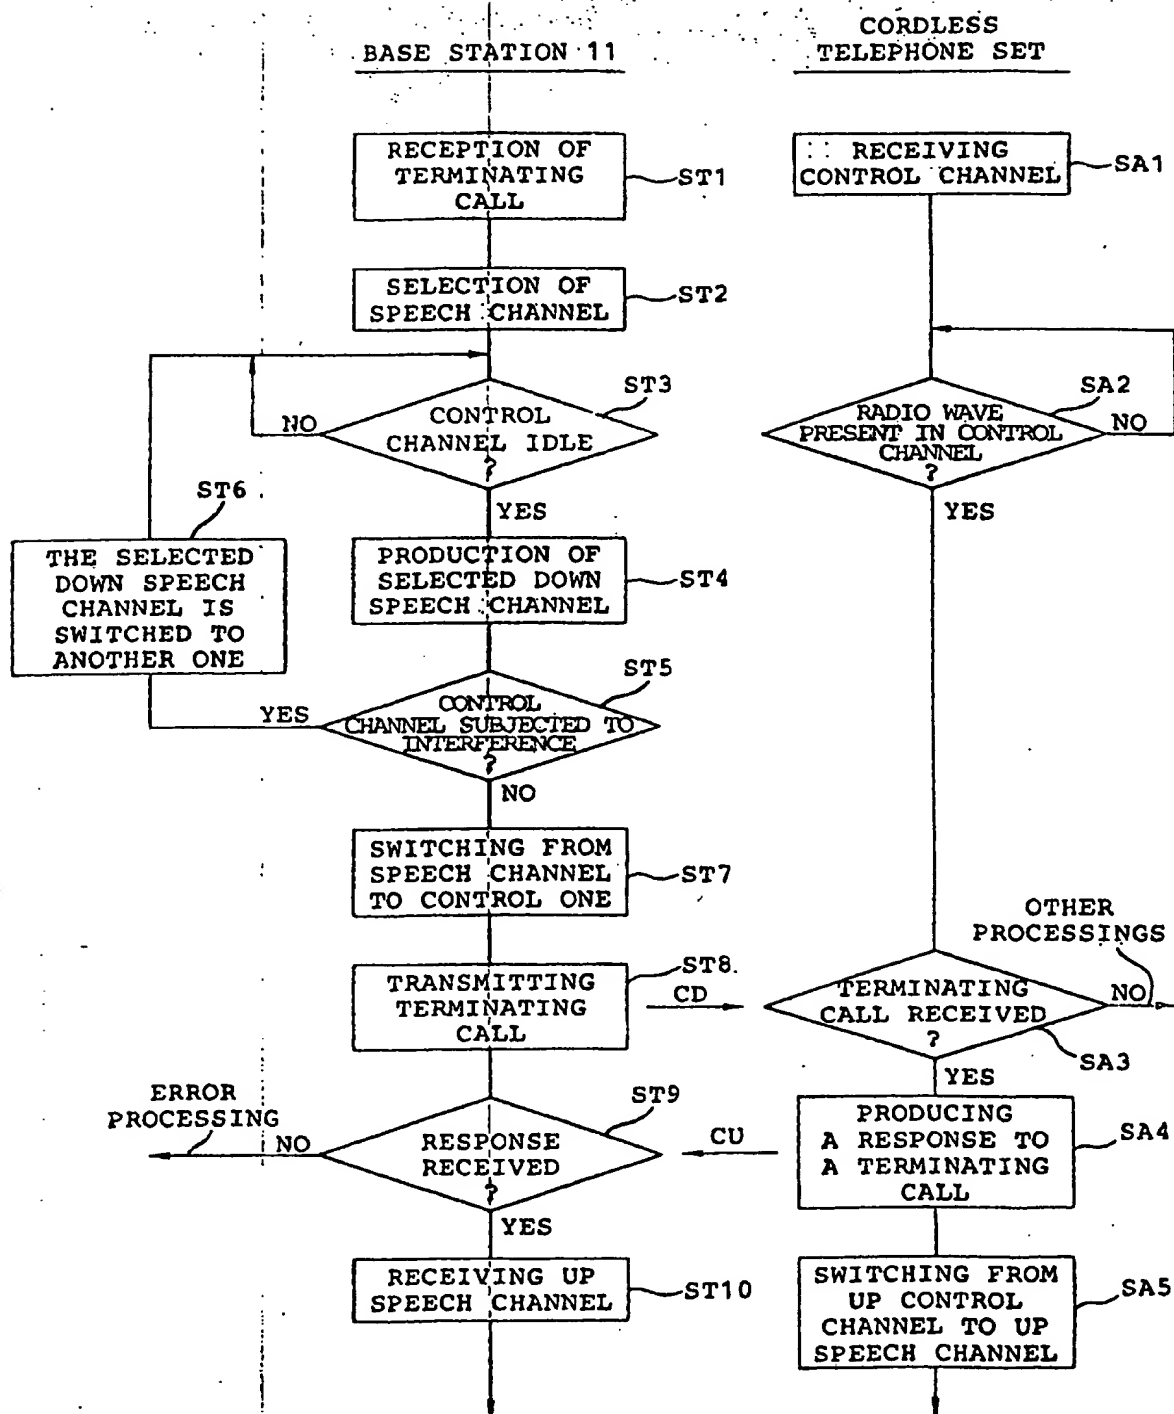 BASE STATION 11
CORDLESS
TELEPHONE SET
RECEPTION OF
TERMINATING
CALL
ST1
RECEIVING
CONTROL CHANNEL
SA1
SELECTION OF
SPEECH CHANNEL
ST2
ST3
CONTROL
CHANNEL IDLE
?
NO
YES
SA2
RADIO WAVE
PRESENT IN CONTROL
CHANNEL
?
NO
YES
ST6
THE SELECTED
DOWN SPEECH
CHANNEL IS
SWITCHED TO
ANOTHER ONE
PRODUCTION OF
SELECTED DOWN
SPEECH CHANNEL
ST4
ST5
CONTROL
CHANNEL SUBJECTED TO
INTERFERENCE
?
YES
NO
SWITCHING FROM
SPEECH CHANNEL
TO CONTROL ONE
ST7
OTHER
PROCESSINGS
TRANSMITTING
TERMINATING
CALL
ST8
CD
TERMINATING
CALL RECEIVED
?
NO
SA3
YES
ERROR
PROCESSING
NO
ST9
RESPONSE
RECEIVED
?
YES
CU
PRODUCING
A RESPONSE TO
A TERMINATING
CALL
SA4
RECEIVING UP
SPEECH CHANNEL
ST10
SWITCHING FROM
UP CONTROL
CHANNEL TO UP
SPEECH CHANNEL
SA5